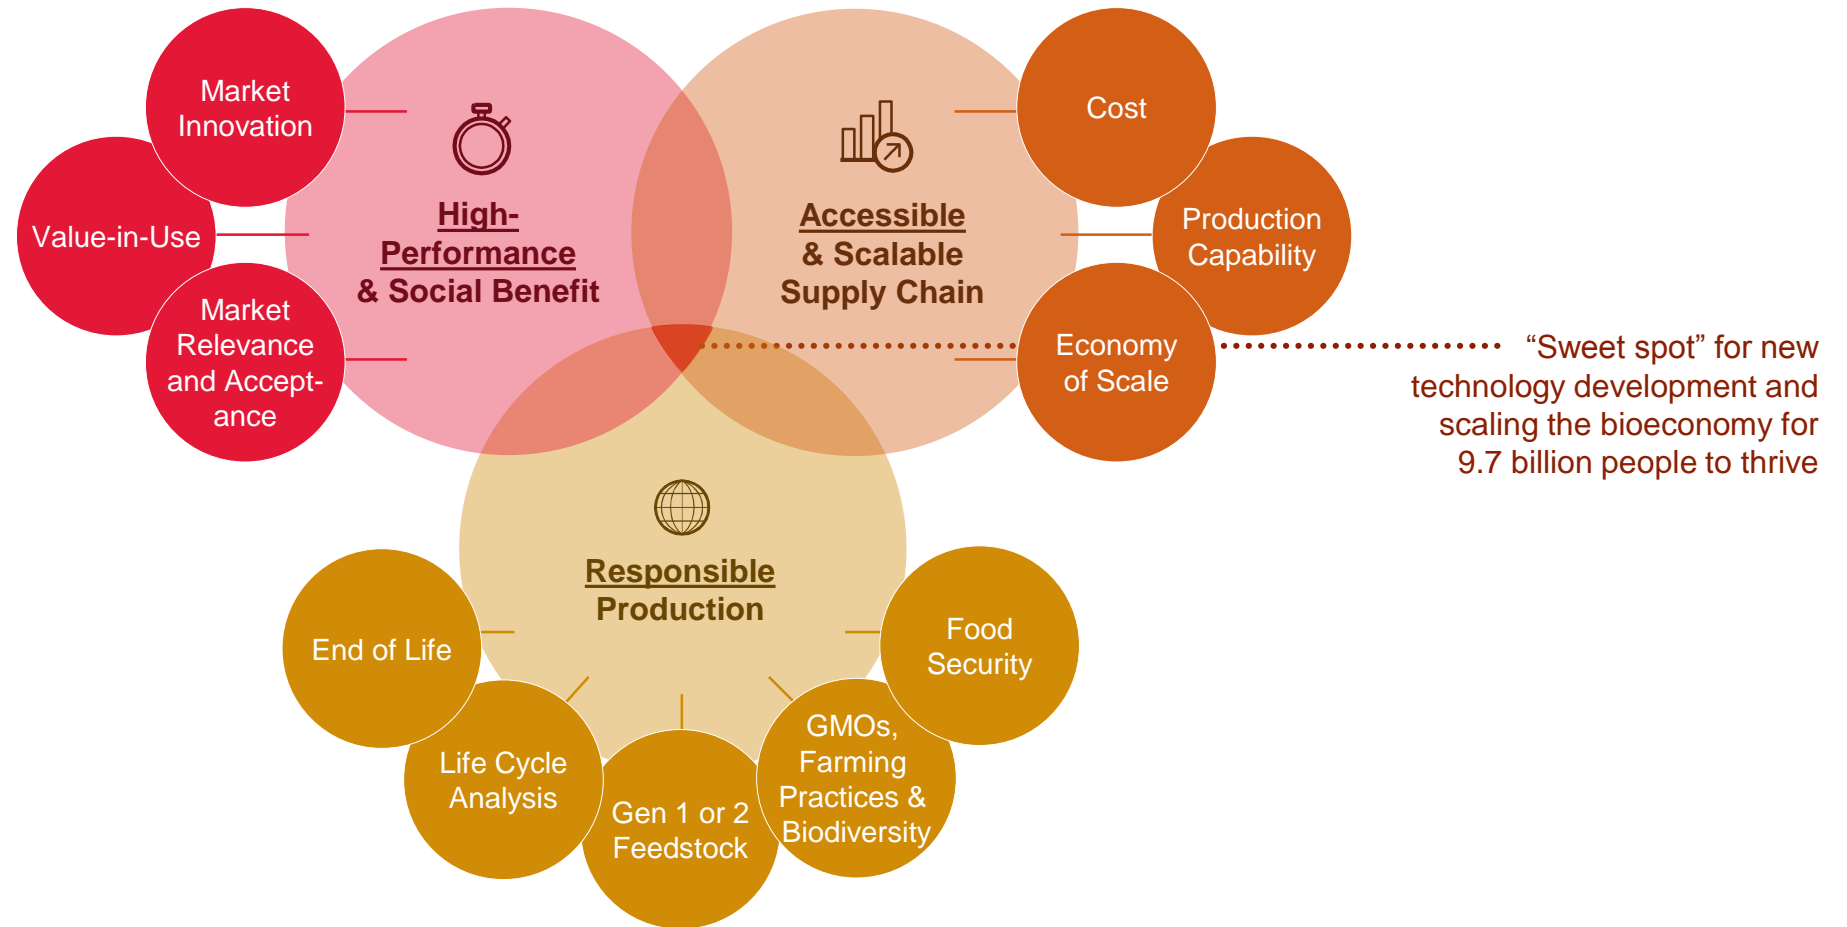 Market
Innovation
Value-in-Use
Market
Relevance
and Accept-
ance
High-
Performance
& Social Benefit
Accessible
& Scalable
Supply Chain
Cost
Production
Capability
Economy
of Scale
“Sweet spot” for new
technology development and
scaling the bioeconomy for
9.7 billion people to thrive
Responsible
Production
End of Life
Life Cycle
Analysis
Gen 1 or 2
Feedstock
GMOs,
Farming
Practices &
Biodiversity
Food
Security